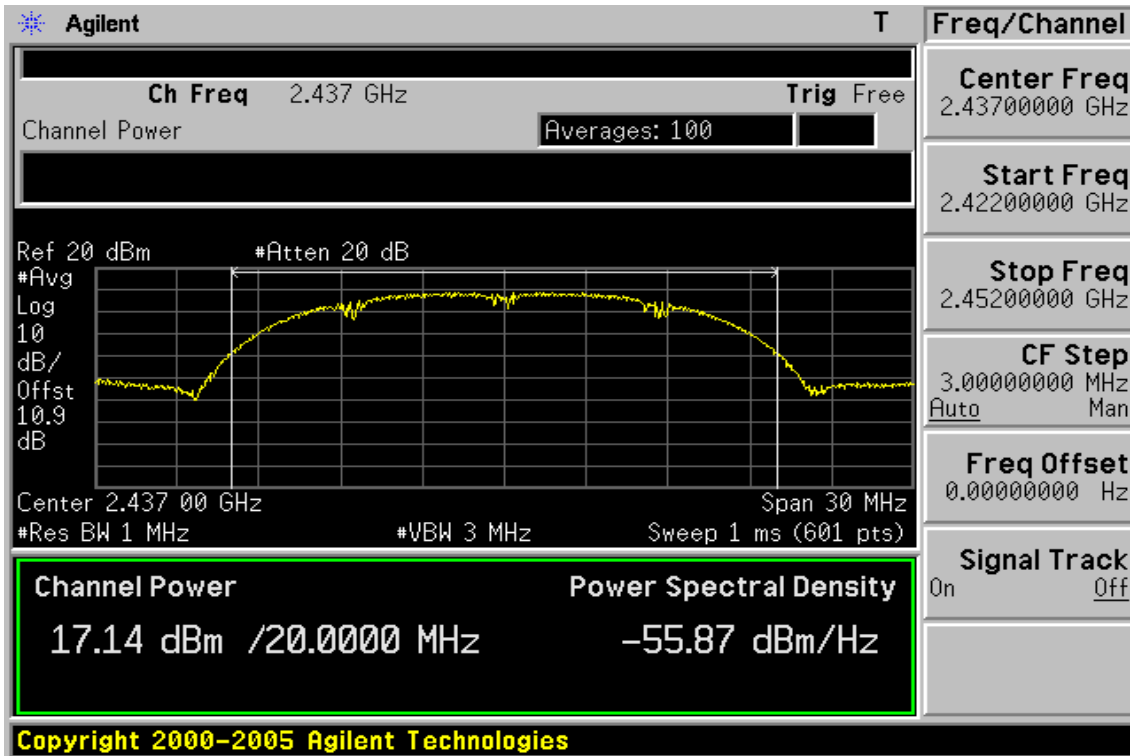 Agilent T
Ch Freq 2.437 GHz Trig Free
Channel Power Averages: 100
Ref 20 dBm #Atten 20 dB
#Avg
Log
10
dB/
Offst
10.9
dB
Center 2.437 00 GHz Span 30 MHz
#Res BW 1 MHz #VBW 3 MHz Sweep 1 ms (601 pts)
Channel Power Power Spectral Density
17.14 dBm /20.0000 MHz -55.87 dBm/Hz
Copyright 2000-2005 Agilent Technologies
Freq/Channel
Center Freq
2.43700000 GHz
Start Freq
2.42200000 GHz
Stop Freq
2.45200000 GHz
CF Step
3.00000000 MHz
Auto Man
Freq Offset
0.00000000 Hz
Signal Track
On Off